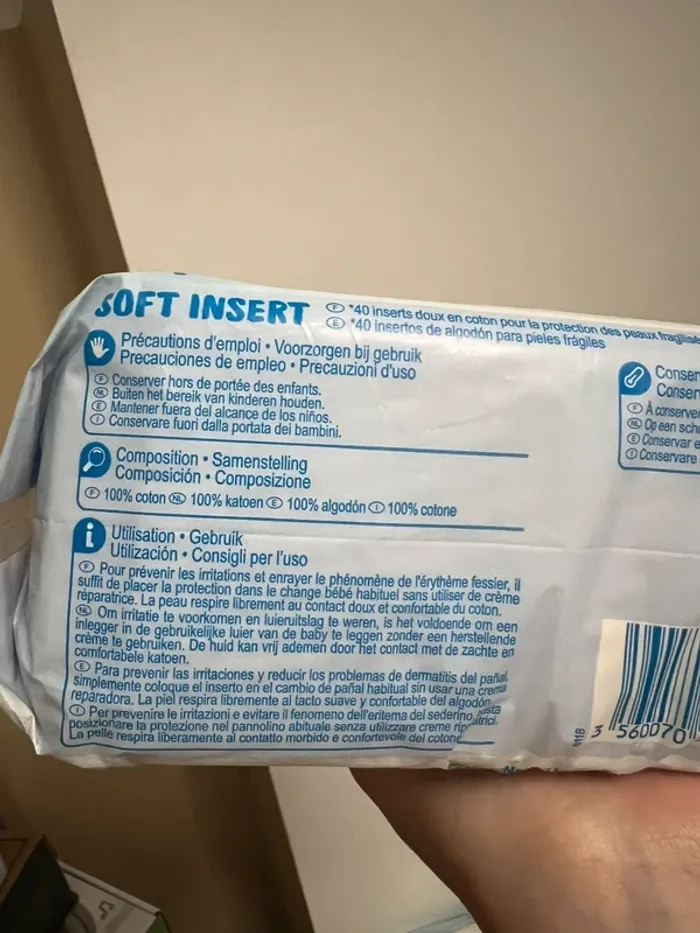 SOFT INSERT
F *40 inserts doux en coton pour la protection des peaux fragilisé
E *40 insertos de algodón para pieles frágiles
Précautions d'emploi • Voorzorgen bij gebruik
Precauciones de empleo • Precauzioni d'uso
F Conserver hors de portée des enfants.
NL Buiten het bereik van kinderen houden.
E Mantener fuera del alcance de los niños.
I Conservare fuori dalla portata dei bambini.
Composition • Samenstelling
Composición • Composizione
F 100% coton NL 100% katoen E 100% algodón I 100% cotone
i Utilisation • Gebruik
Utilización • Consigli per l'uso
F Pour prévenir les irritations et enrayer le phénomène de l'érythème fessier, il
suffit de placer la protection dans le change bébé habituel sans utiliser de crème
réparatrice. La peau respire librement au contact doux et confortable du coton.
NL Om irritatie te voorkomen en luieruitslag te weren, is het voldoende om een
inlegger in de gebruikelijke luier van de baby te leggen zonder een herstellende
crème te gebruiken. De huid kan vrij ademen door het contact met de zachte en
comfortabele katoen.
E Para prevenir las irritaciones y reducir los problemas de dermatitis del pañal,
simplemente coloque el inserto en el cambio de pañal habitual sin usar una crema
reparadora. La piel respira libremente al tacto suave y confortable del algodón.
I Per prevenire le irritazioni e evitare il fenomeno dell'eritema del sederino,
posizionare la protezione nel pannolino abituale senza utilizzare creme
La pelle respira liberamente al contatto morbido e confortevole del cotone
Conser
Conser
F À conserve
NL Op een sch
E Conservar e
I Conservare
9118
3 560070